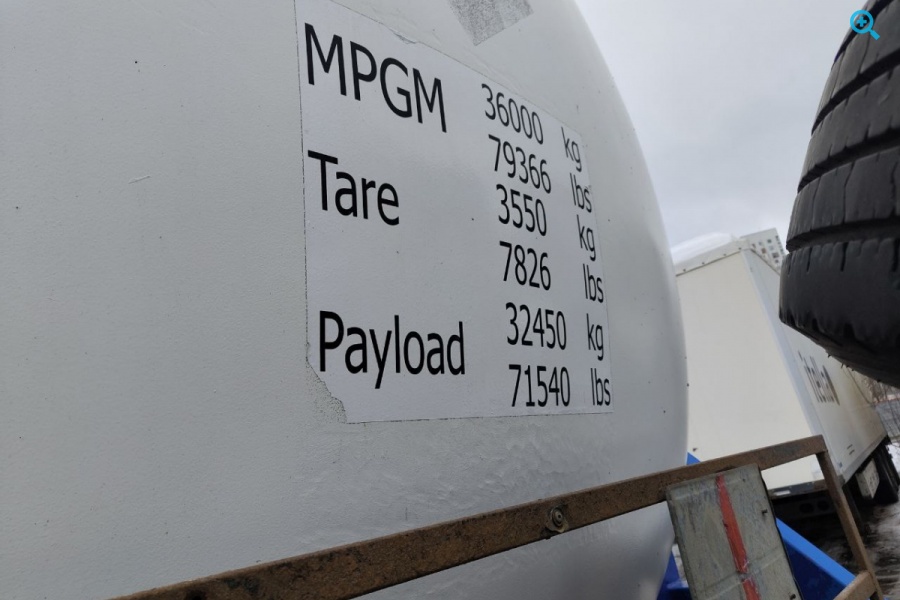 MPGM 36000 kg
79366 lbs
Tare 3550 kg
7826 lbs
Payload 32450 kg
71540 lbs